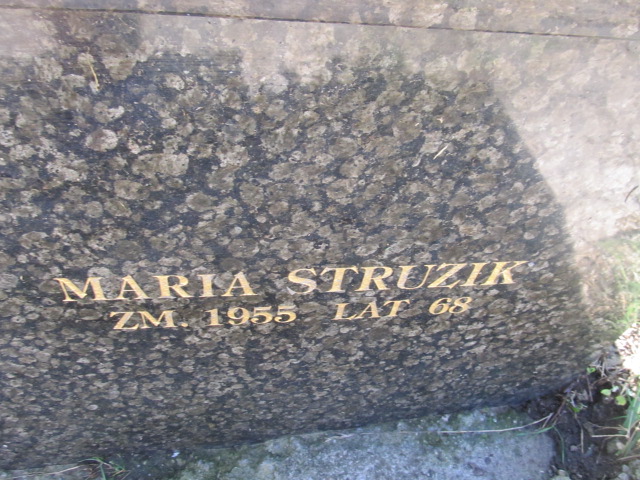 MARIA STRUZIK
ZM. 1955 LAT 68